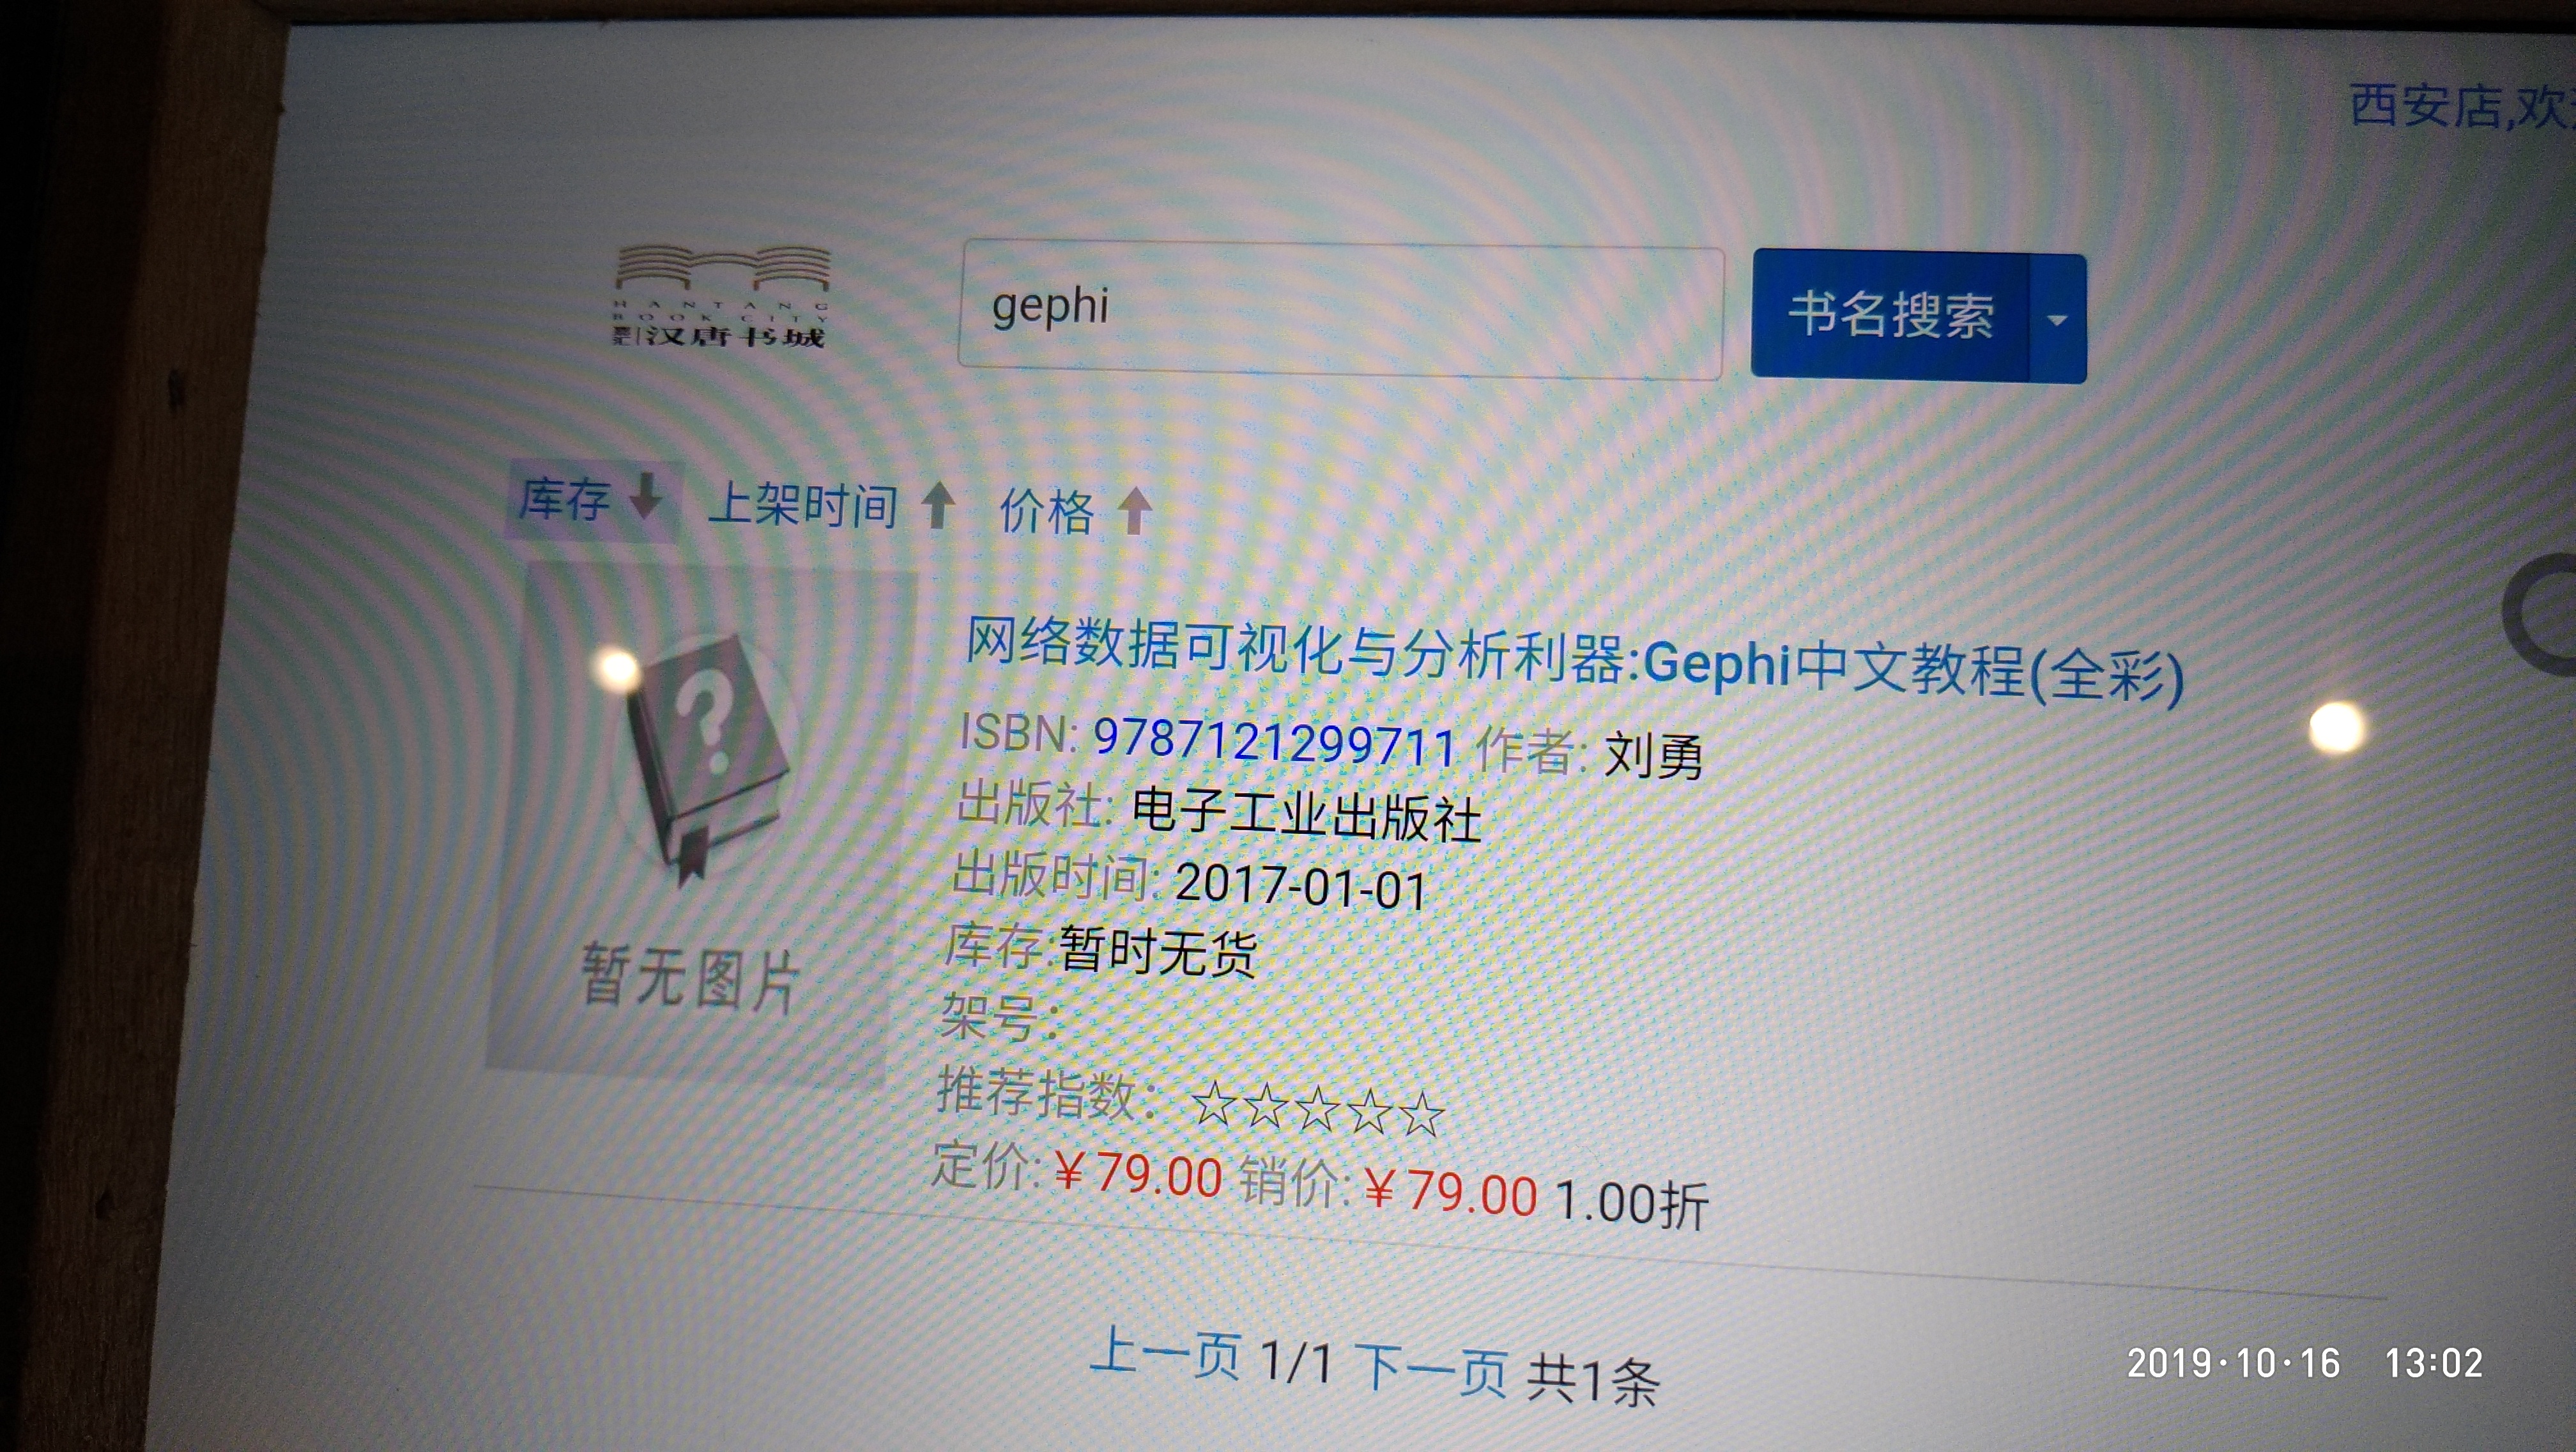 西安店,欢
HANTANG
BOOK CITY
汉唐书城
gephi
书名搜索
库存 上架时间 价格
网络数据可视化与分析利器:Gephi中文教程(全彩)
ISBN: 9787121299711 作者: 刘勇
出版社: 电子工业出版社
出版时间: 2017-01-01
库存:暂时无货
架号:
推荐指数: ☆☆☆☆☆
定价: ¥79.00 销价: ¥79.00 1.00折
暂无图片
上一页 1/1 下一页 共1条
2019·10·16 13:02